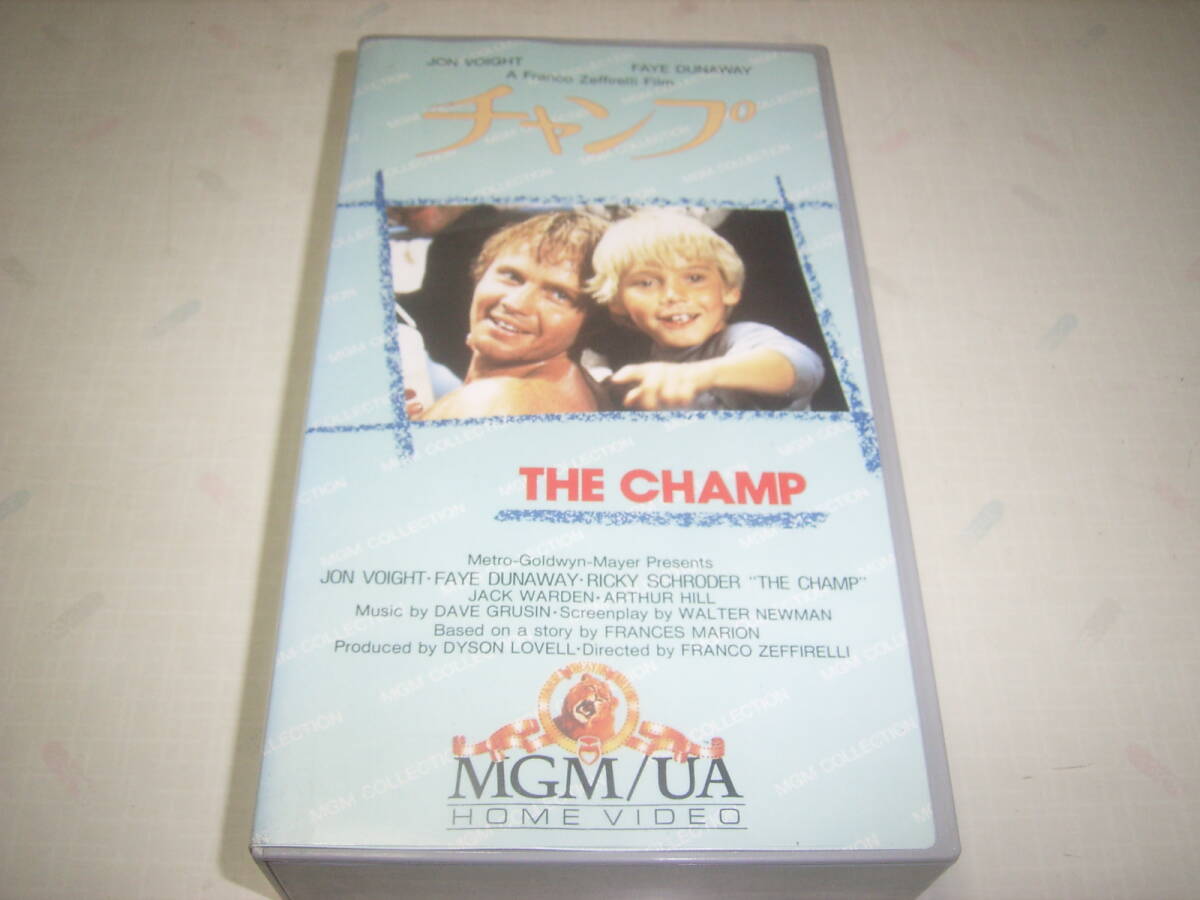 JON VOIGHT FAYE DUNAWAY
A Franco Zeffirelli Film
チャンプ
THE CHAMP
Metro-Goldwyn-Mayer Presents
JON VOIGHT・FAYE DUNAWAY・RICKY SCHRODER "THE CHAMP"
JACK WARDEN・ARTHUR HILL
Music by DAVE GRUSIN・Screenplay by WALTER NEWMAN
Based on a story by FRANCES MARION
Produced by DYSON LOVELL・Directed by FRANCO ZEFFIRELLI
MGM/UA
HOME VIDEO
MGM COLLECTION